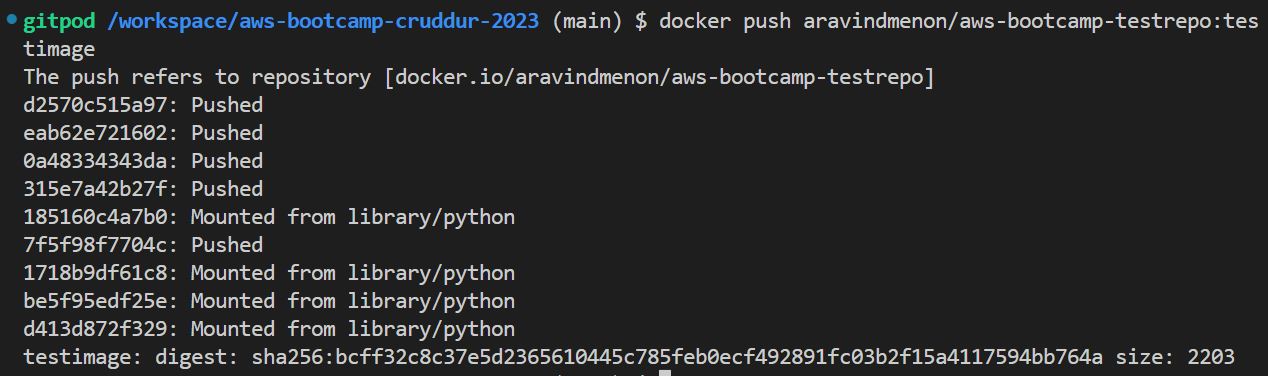 gitpod /workspace/aws-bootcamp-cruddur-2023 (main) $ docker push aravindmenon/aws-bootcamp-testrepo:tes
timage
The push refers to repository [docker.io/aravindmenon/aws-bootcamp-testrepo]
d2570c515a97: Pushed
eab62e721602: Pushed
0a48334343da: Pushed
315e7a42b27f: Pushed
185160c4a7b0: Mounted from library/python
7f5f98f7704c: Pushed
1718b9df61c8: Mounted from library/python
be5f95edf25e: Mounted from library/python
d413d872f329: Mounted from library/python
testimage: digest: sha256:bcff32c8c37e5d2365610445c785feb0ecf492891fc03b2f15a4117594bb764a size: 2203